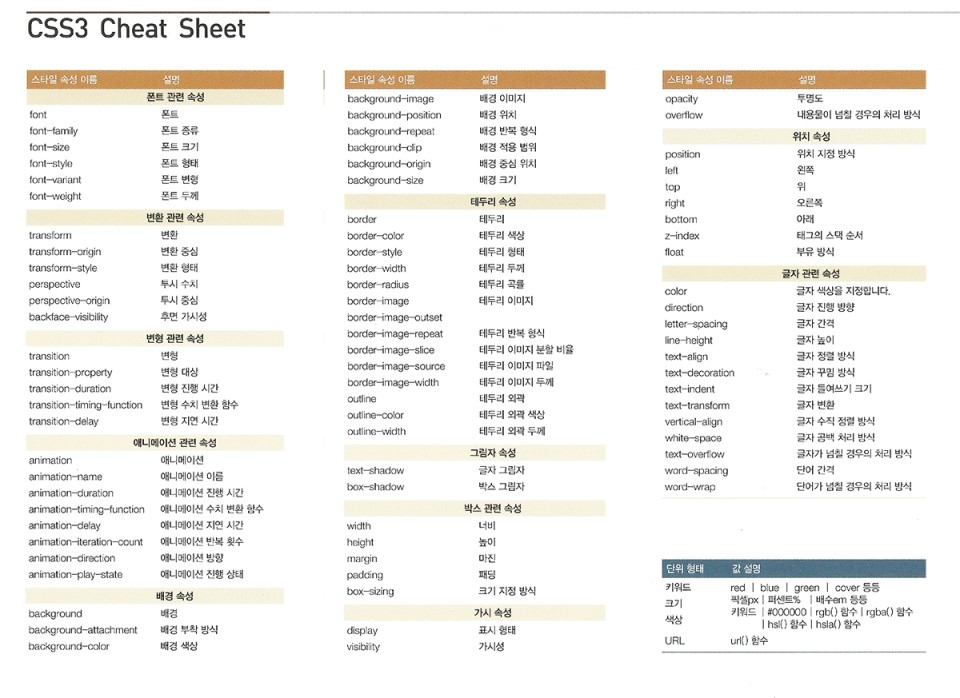 CSS3 Cheat Sheet
스타일 속성 이름 설명
폰트 관련 속성
font 폰트
font-family 폰트 종류
font-size 폰트 크기
font-style 폰트 형태
font-variant 폰트 변형
font-weight 폰트 두께
변환 관련 속성
transform 변환
transform-origin 변환 중심
transform-style 변환 형태
perspective 투시 수치
perspective-origin 투시 중심
backface-visibility 후면 가시성
변형 관련 속성
transition 변형
transition-property 변형 대상
transition-duration 변형 진행 시간
transition-timing-function 변형 수치 변환 함수
transition-delay 변형 지연 시간
애니메이션 관련 속성
animation 애니메이션
animation-name 애니메이션 이름
animation-duration 애니메이션 진행 시간
animation-timing-function 애니메이션 수치 변환 함수
animation-delay 애니메이션 지연 시간
animation-iteration-count 애니메이션 반복 횟수
animation-direction 애니메이션 방향
animation-play-state 애니메이션 진행 상태
배경 속성
background 배경
background-attachment 배경 부착 방식
background-color 배경 색상
스타일 속성 이름 설명
background-image 배경 이미지
background-position 배경 위치
background-repeat 배경 반복 형식
background-clip 배경 적용 범위
background-origin 배경 중심 위치
background-size 배경 크기
테두리 속성
border 테두리
border-color 테두리 색상
border-style 테두리 형태
border-width 테두리 두께
border-radius 테두리 곡률
border-image 테두리 이미지
border-image-outset
border-image-repeat 테두리 반복 형식
border-image-slice 테두리 이미지 분할 비율
border-image-source 테두리 이미지 파일
border-image-width 테두리 이미지 두께
outline 테두리 외곽
outline-color 테두리 외곽 색상
outline-width 테두리 외곽 두께
그림자 속성
text-shadow 글자 그림자
box-shadow 박스 그림자
박스 관련 속성
width 너비
height 높이
margin 마진
padding 패딩
box-sizing 크기 지정 방식
가시 속성
display 표시 형태
visibility 가시성
스타일 속성 이름 설명
opacity 투명도
overflow 내용물이 넘칠 경우의 처리 방식
위치 속성
position 위치 지정 방식
left 왼쪽
top 위
right 오른쪽
bottom 아래
z-index 태그의 스택 순서
float 부유 방식
글자 관련 속성
color 글자 색상을 지정합니다.
direction 글자 진행 방향
letter-spacing 글자 간격
line-height 글자 높이
text-align 글자 정렬 방식
text-decoration 글자 꾸밈 방식
text-indent 글자 들여쓰기 크기
text-transform 글자 변환
vertical-align 글자 수직 정렬 방식
white-space 글자 공백 처리 방식
text-overflow 글자가 넘칠 경우의 처리 방식
word-spacing 단어 간격
word-wrap 단어가 넘칠 경우의 처리 방식
단위 형태 값 설명
키워드 red | blue | green | cover 등등
크기 픽셀px | 퍼센트% | 배수em 등등
색상 키워드 | #000000 | rgb() 함수 | rgba() 함수
| hsl() 함수 | hsla() 함수
URL url() 함수